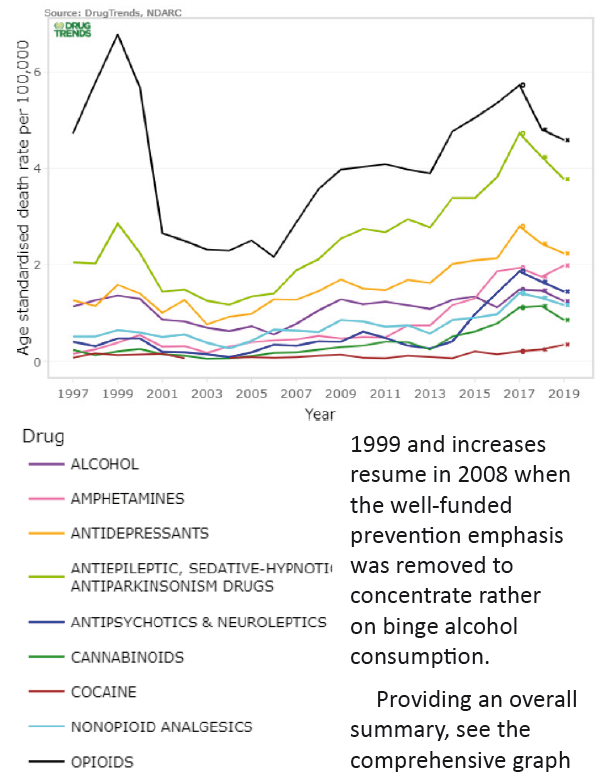 Source: DrugTrends, NDARC
DRUG
TRENDS
Age standardised death rate per 100,000
6
4
2
0
1997 1999 2001 2003 2005 2007 2009 2011 2013 2015 2017 2019
Year
Drug
ALCOHOL
AMPHETAMINES
ANTIDEPRESSANTS
ANTIEPILEPTIC, SEDATIVE-HYPNOTI
ANTIPARKINSONISM DRUGS
ANTIPSYCHOTICS & NEUROLEPTICS
CANNABINOIDS
COCAINE
NONOPIOID ANALGESICS
OPIOIDS
1999 and increases
resume in 2008 when
the well-funded
prevention emphasis
was removed to
concentrate rather
on binge alcohol
consumption.
Providing an overall
summary, see the
comprehensive graph